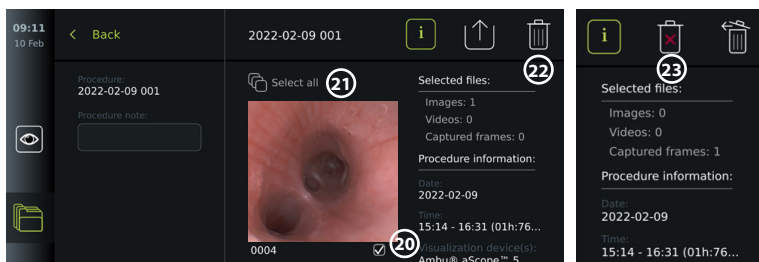 09:11
10 Feb
Back
Procedure:
2022-02-09 001
Procedure note:
2022-02-09 001
i
22
Select all
21
0004
20
Selected files:
Images: 1
Videos: 0
Captured frames: 0
Procedure information:
Date:
2022-02-09
Time:
15:14 - 16:31 (01h:76...
Visualization device(s):
Ambu® aScope™ 5
i
23
Selected files:
Images: 0
Videos: 0
Captured frames: 1
Procedure information:
Date:
2022-02-09
Time:
15:14 - 16:31 (01h:76...